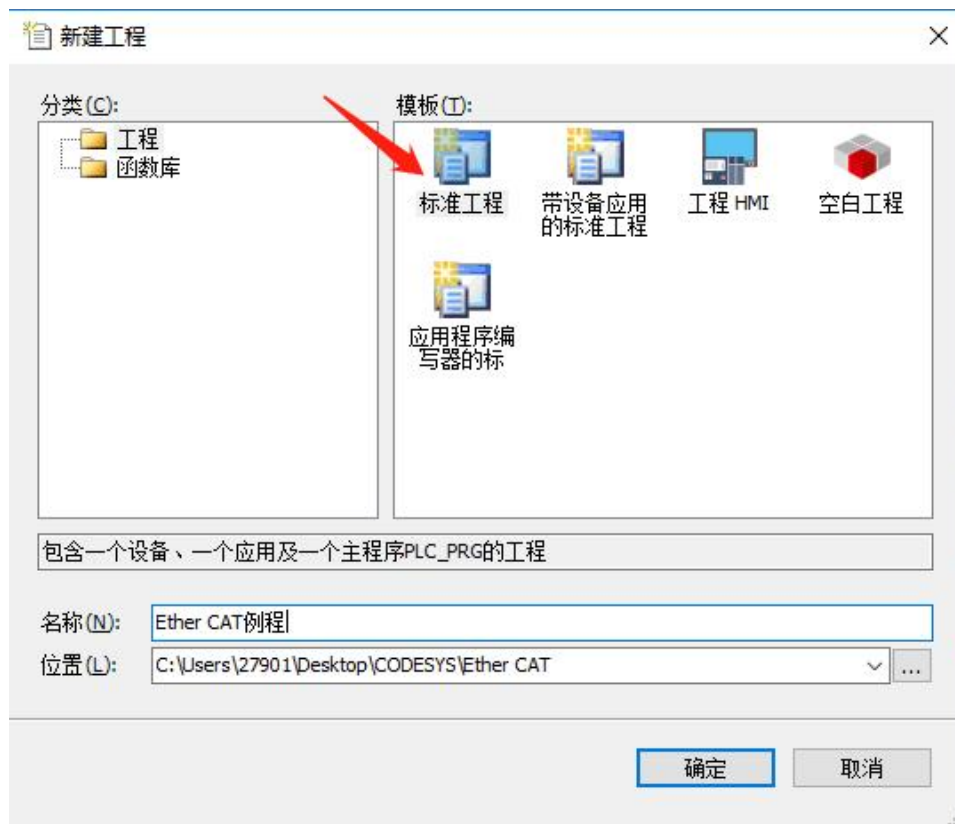 新建工程
分类(C):
模板(T):
工程
函数库
标准工程
带设备应用
的标准工程
工程 HMI
空白工程
应用程序编
写器的标
包含一个设备、一个应用及一个主程序PLC_PRG的工程
名称(N):
Ether CAT例程
位置(L):
C:\Users\27901\Desktop\CODESYS\Ether CAT
...
确定
取消